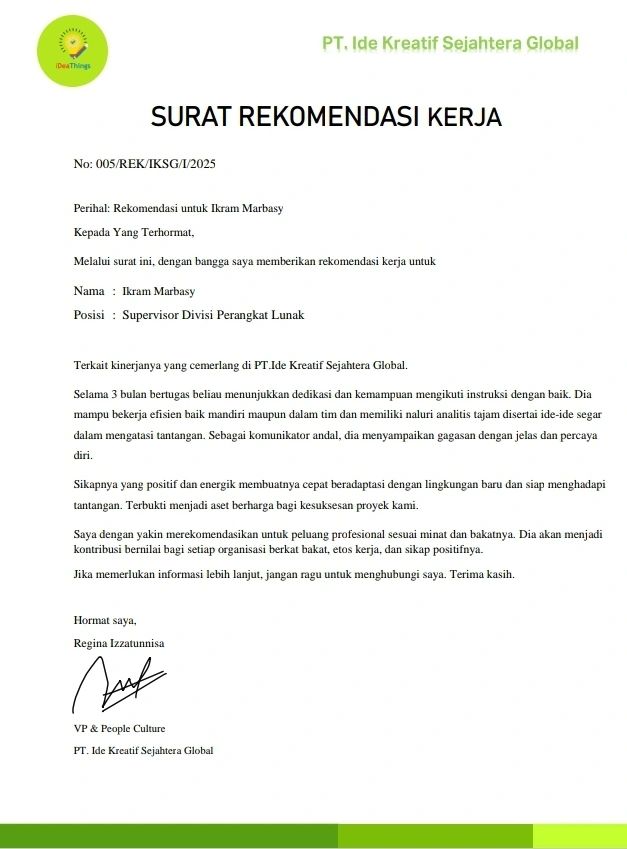 iDeaThings
PT. Ide Kreatif Sejahtera Global
SURAT REKOMENDASI KERJA
No: 005/REK/IKSG/I/2025
Perihal: Rekomendasi untuk Ikram Marbasy
Kepada Yang Terhormat,
Melalui surat ini, dengan bangga saya memberikan rekomendasi kerja untuk
Nama : Ikram Marbasy
Posisi : Supervisor Divisi Perangkat Lunak
Terkait kinerjanya yang cemerlang di PT.Ide Kreatif Sejahtera Global.
Selama 3 bulan bertugas beliau menunjukkan dedikasi dan kemampuan mengikuti instruksi dengan baik. Dia
mampu bekerja efisien baik mandiri maupun dalam tim dan memiliki naluri analitis tajam disertai ide-ide segar
dalam mengatasi tantangan. Sebagai komunikator andal, dia menyampaikan gagasan dengan jelas dan percaya
diri.
Sikapnya yang positif dan energik membuatnya cepat beradaptasi dengan lingkungan baru dan siap menghadapi
tantangan. Terbukti menjadi aset berharga bagi kesuksesan proyek kami.
Saya dengan yakin merekomendasikan untuk peluang profesional sesuai minat dan bakatnya. Dia akan menjadi
kontribusi bernilai bagi setiap organisasi berkat bakat, etos kerja, dan sikap positifnya.
Jika memerlukan informasi lebih lanjut, jangan ragu untuk menghubungi saya. Terima kasih.
Hormat saya,
Regina Izzatunnisa
VP & People Culture
PT. Ide Kreatif Sejahtera Global